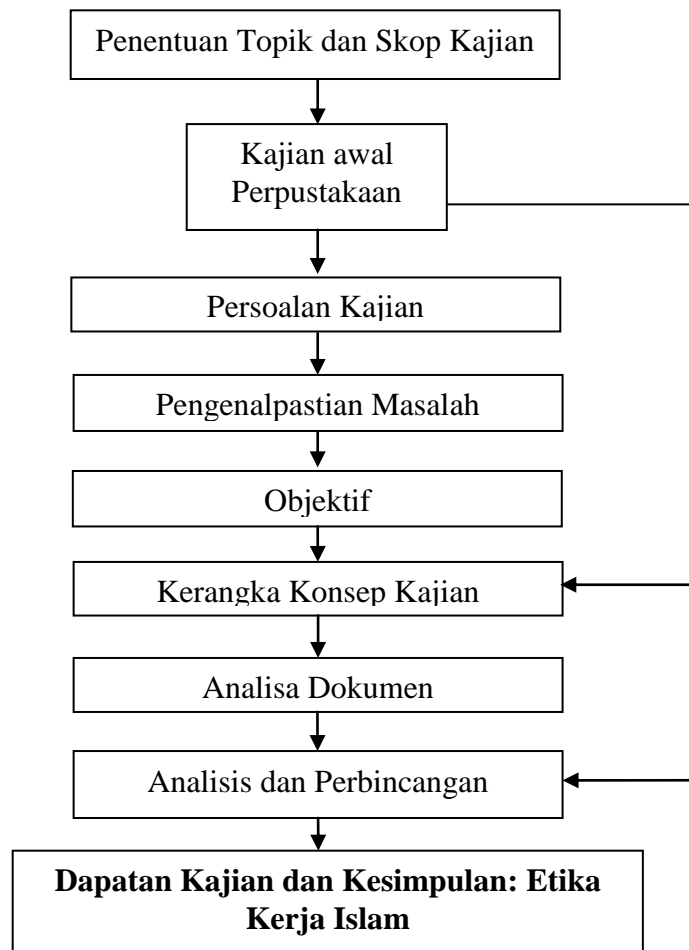 Penentuan Topik dan Skop Kajian
Kajian awal
Perpustakaan
Persoalan Kajian
Pengenalpastian Masalah
Objektif
Kerangka Konsep Kajian
Analisa Dokumen
Analisis dan Perbincangan
Dapatan Kajian dan Kesimpulan: Etika
Kerja Islam